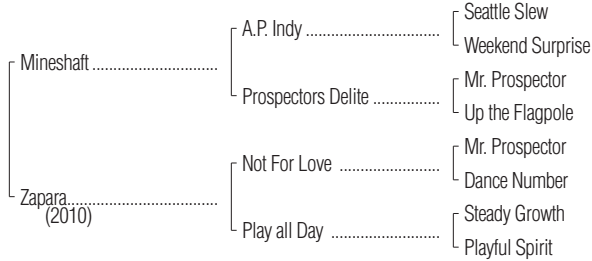 Seattle Slew
A.P. Indy ..............................
Weekend Surprise
Mineshaft ............................
Mr. Prospector
Prospectors Delite ...............
Up the Flagpole
Mr. Prospector
Not For Love .......................
Dance Number
Zapara..................................
(2010)
Steady Growth
Play all Day .........................
Playful Spirit